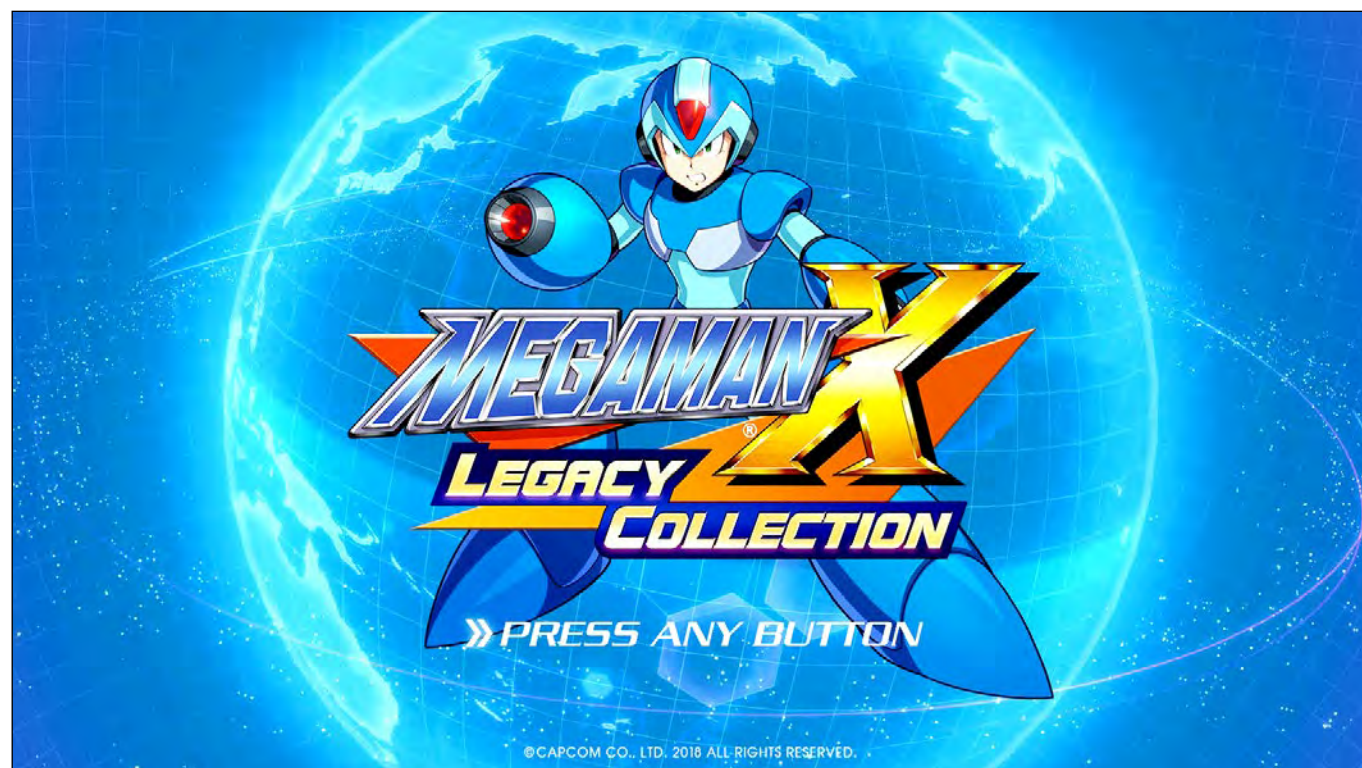 MEGAMAN X
®
LEGACY
COLLECTION
»PRESS ANY BUTTON
©CAPCOM CO., LTD. 2018 ALL RIGHTS RESERVED.